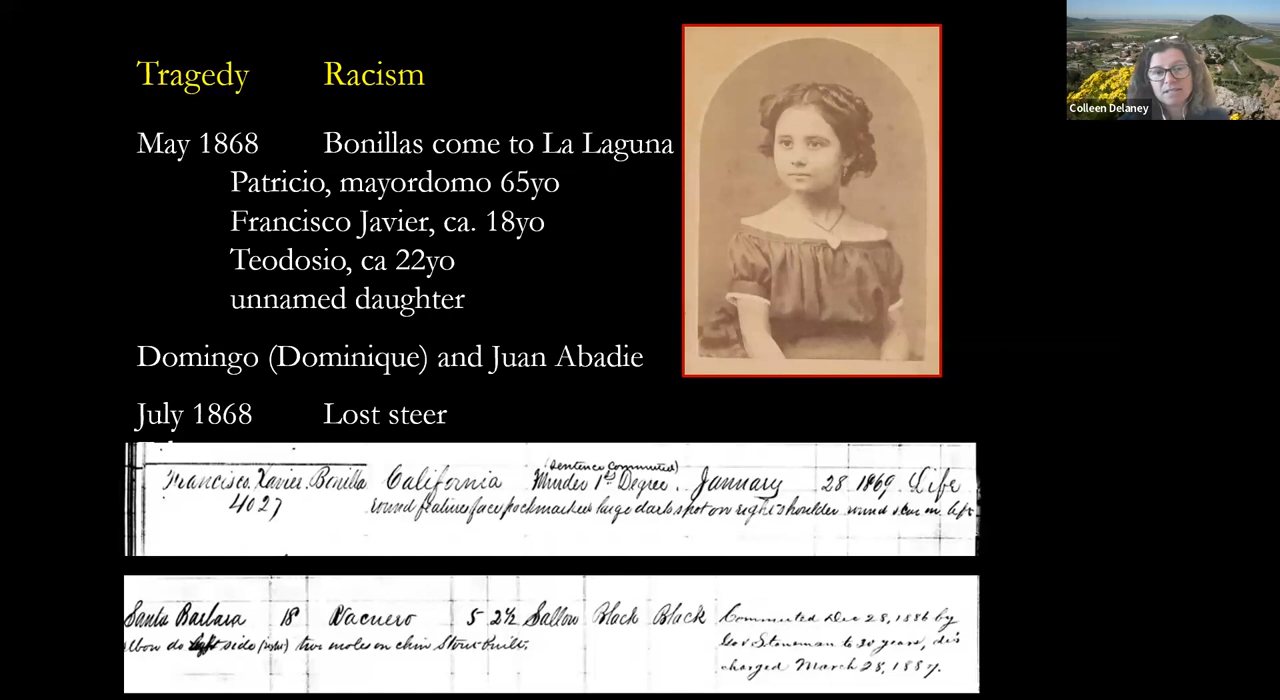 Tragedy Racism
May 1868 Bonillas come to La Laguna
Patricio, mayordomo 65yo
Francisco Javier, ca. 18yo
Teodosio, ca 22yo
unnamed daughter
Domingo (Dominique) and Juan Abadie
July 1868 Lost steer
(Sentence Commuted)
Francisco Xavier Bonilla California Murder 1st Degree. January 28 1869 Life
4027 round features face pockmarked large dark spot on right shoulder scar on left
Santa Barbara 18 Vacuero 5 2½ Sallow Black Black Commuted Dec 28, 1886 by
Gov Stoneman to 30 years, dis
elbow do left side two moles on chin Stout built.
charged March 28, 1887.
Colleen Delaney